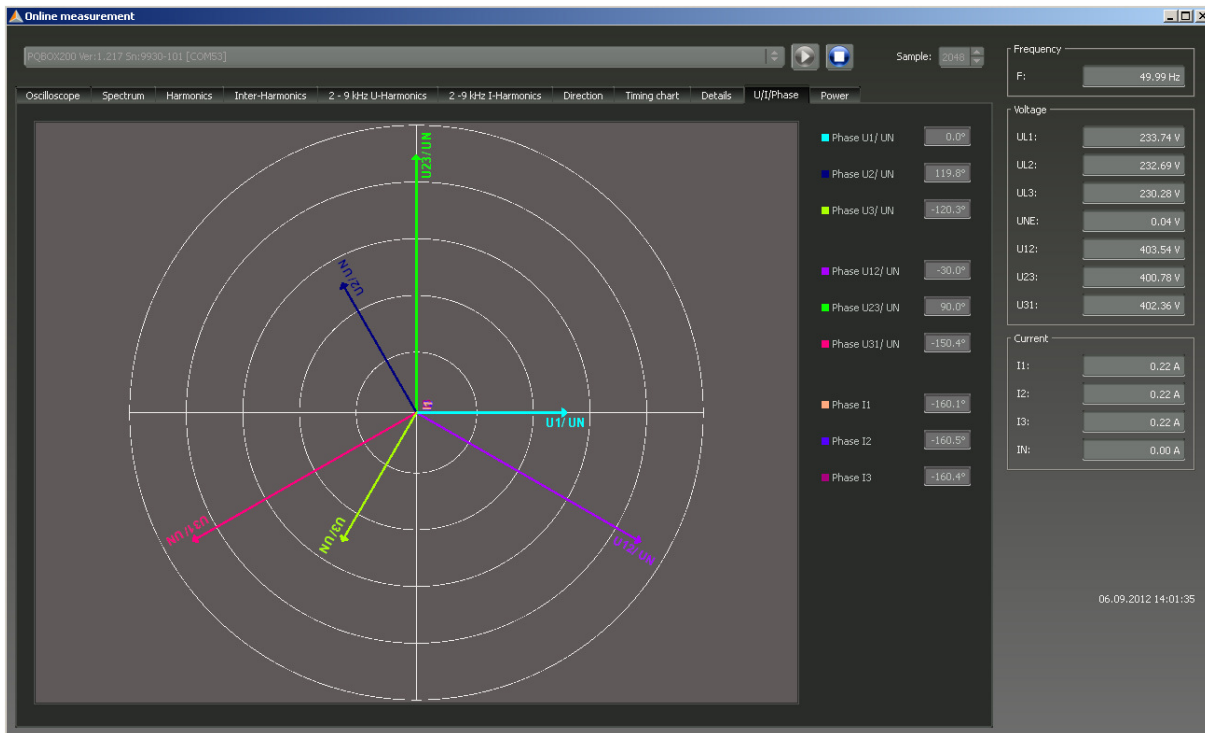 Online measurement
PQBOX200 Ver:1.217 Sn:9930-101 [COM53]
Sample: 2048
Oscilloscope Spectrum Harmonics Inter-Harmonics 2 - 9 kHz U-Harmonics 2 -9 kHz I-Harmonics Direction Timing chart Details U/I/Phase Power
U23/ UN
U2/ UN
U1/ UN
U31/ UN
U3/ UN
U12/ UN
Phase U1/ UN 0.0°
Phase U2/ UN 119.8°
Phase U3/ UN -120.3°
Phase U12/ UN -30.0°
Phase U23/ UN 90.0°
Phase U31/ UN -150.4°
Phase I1 -160.1°
Phase I2 -160.5°
Phase I3 -160.4°
Frequency
F: 49.99 Hz
Voltage
UL1: 233.74 V
UL2: 232.69 V
UL3: 230.28 V
UNE: 0.04 V
U12: 403.54 V
U23: 400.78 V
U31: 402.36 V
Current
I1: 0.22 A
I2: 0.22 A
I3: 0.22 A
IN: 0.00 A
06.09.2012 14:01:35